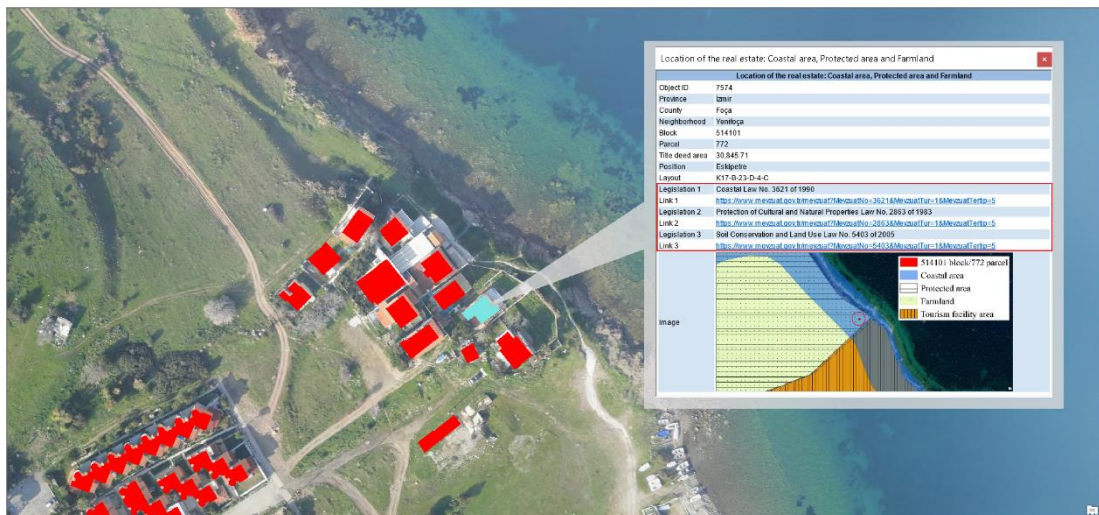 Location of the real estate: Coastal area, Protected area and Farmland
Location of the real estate: Coastal area, Protected area and Farmland
Object ID 7574
Province İzmir
County Foça
Neighborhood Yenifoça
Block 514101
Parcel 772
Title deed area 30,845.71
Position Eskipetre
Layout K17-B-23-D-4-C
Legislation 1 Coastal Law No. 3621 of 1990
Link 1 https://www.mevzuat.gov.tr/mevzuat?MevzuatNo=3621&MevzuatTur=1&MevzuatTertip=5
Legislation 2 Protection of Cultural and Natural Properties Law No. 2863 of 1983
Link 2 https://www.mevzuat.gov.tr/mevzuat?MevzuatNo=2863&MevzuatTur=1&MevzuatTertip=5
Legislation 3 Soil Conservation and Land Use Law No. 5403 of 2005
Link 3 https://www.mevzuat.gov.tr/mevzuat?MevzuatNo=5403&MevzuatTur=1&MevzuatTertip=5
Image
514101 block/772 parcel
Coastal area
Protected area
Farmland
Tourism facility area